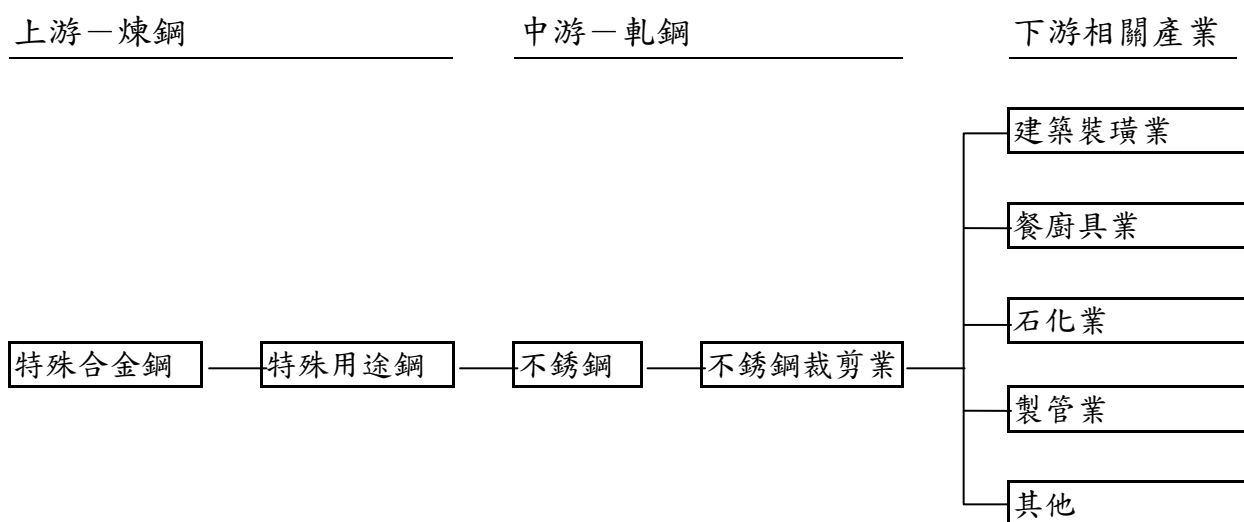 上游－煉鋼
中游－軋鋼
下游相關產業
建築裝璜業
餐廚具業
石化業
特殊合金鋼
特殊用途鋼
不銹鋼
不銹鋼裁剪業
製管業
其他